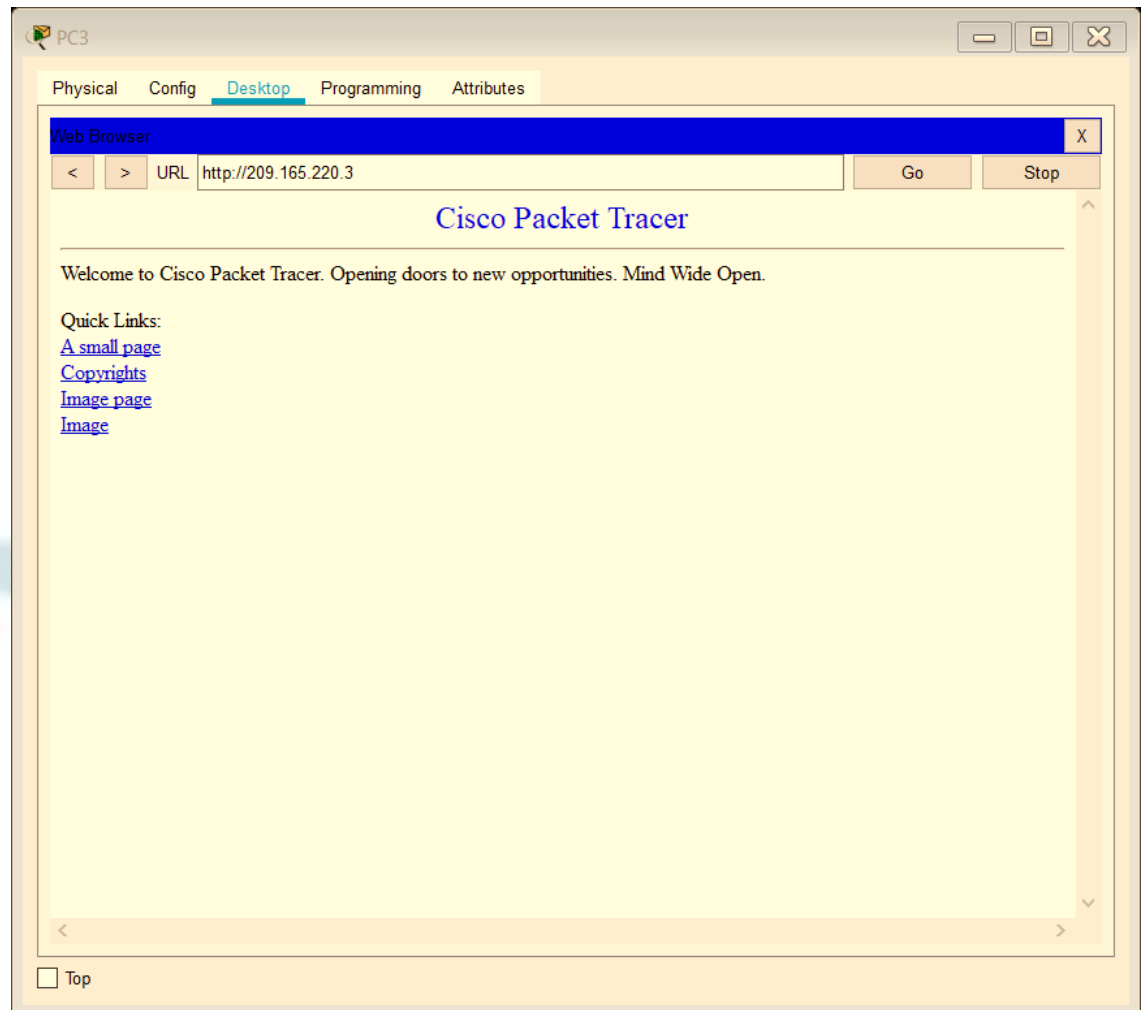 PC3
Physical Config Desktop Programming Attributes
Web Browser X
< > URL http://209.165.220.3 Go Stop
Cisco Packet Tracer
Welcome to Cisco Packet Tracer. Opening doors to new opportunities. Mind Wide Open.
Quick Links:
A small page
Copyrights
Image page
Image
Top